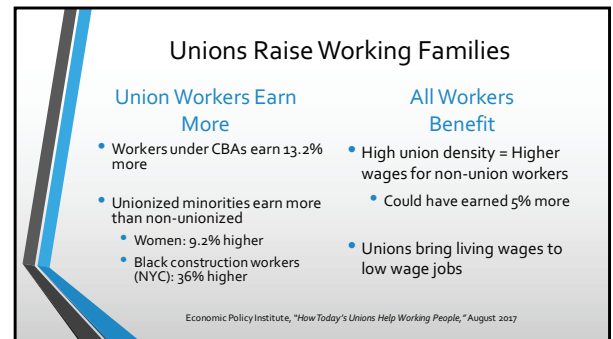 Unions Raise Working Families
Union Workers Earn
More
• Workers under CBAs earn 13.2%
more
• Unionized minorities earn more
than non-unionized
• Women: 9.2% higher
• Black construction workers
(NYC): 36% higher
All Workers
Benefit
• High union density = Higher
wages for non-union workers
• Could have earned 5% more
• Unions bring living wages to
low wage jobs
Economic Policy Institute, "How Today's Unions Help Working People," August 2017